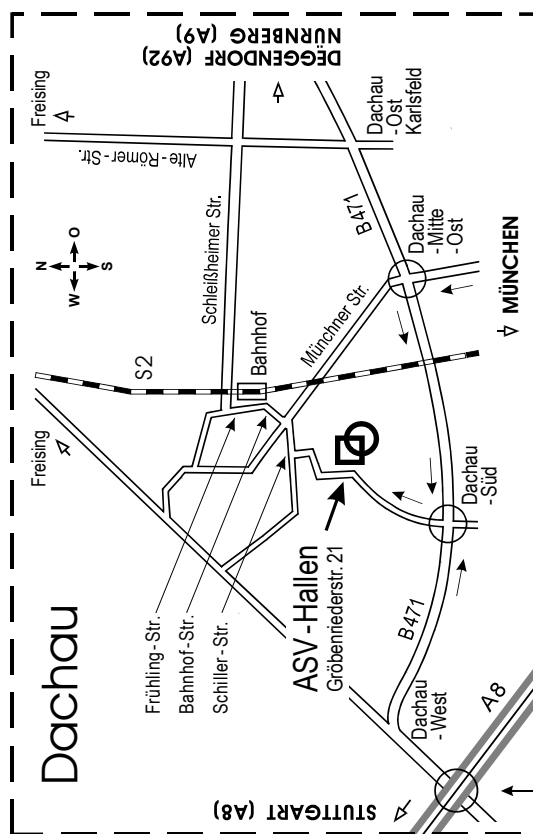 Dachau
DEGGENDORF (A92)
NÜRNBERG (A9)
Freising
Alte-Römer-Str.
Dachau
-Ost
Karlsfeld
N
W
O
S
Schleißheimer Str.
B471
Dachau
-Mitte
-Ost
MÜNCHEN
S2
Bahnhof
Münchner Str.
Freising
Frühling-Str.
Bahnhof-Str.
Schiller-Str.
ASV-Hallen
Gröbenriederstr. 21
Dachau
-Süd
B471
Dachau
-West
A8
STUTTGART (A8)